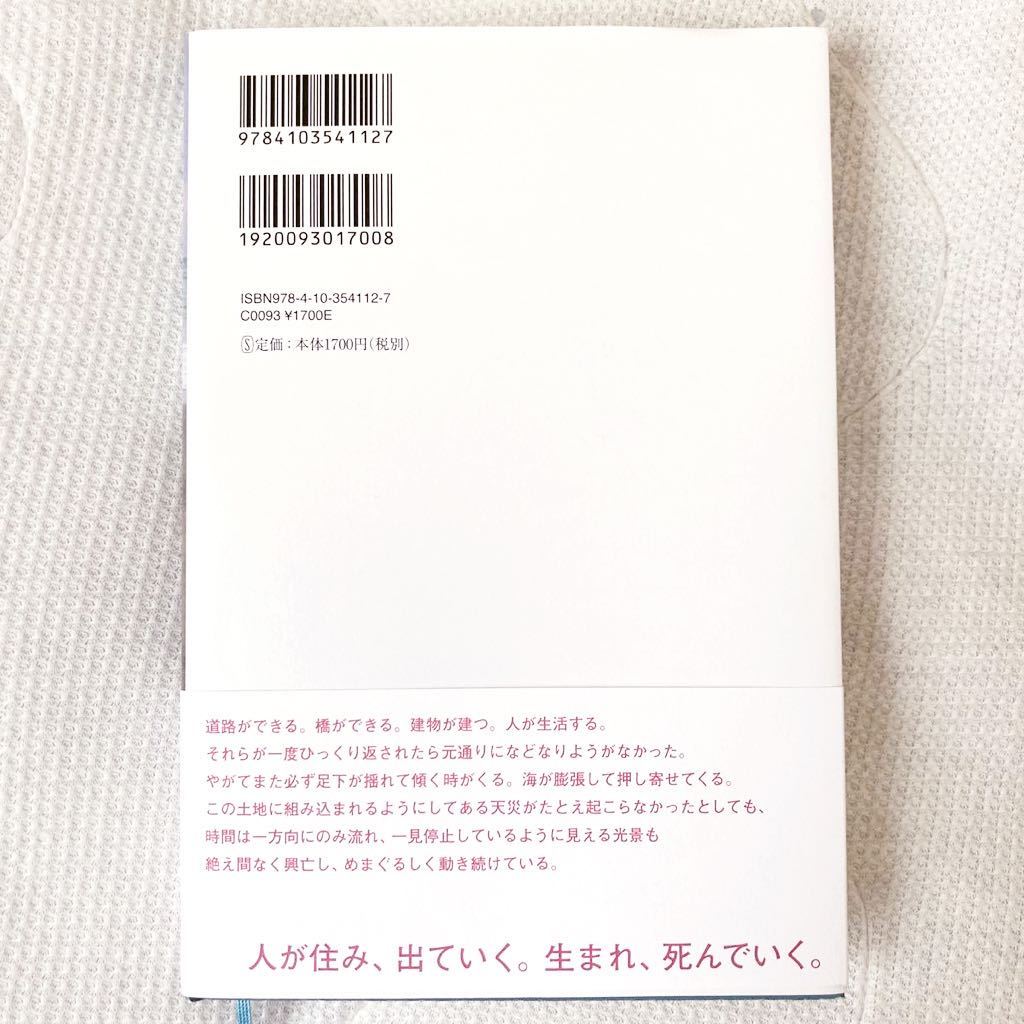 9784103541127
1920093017008
ISBN978-4-10-354112-7
C0093 ¥1700E
Ⓢ定価：本体1700円（税別）
道路ができる。橋ができる。建物が建つ。人が生活する。
それらが一度ひっくり返されたら元通りになどなりようがなかった。
やがてまた必ず足下が揺れて傾く時がくる。海が膨張して押し寄せてくる。
この土地に組み込まれるようにしてある天災がたとえ起こらなかったとしても、
時間は一方向にのみ流れ、一見停止しているように見える光景も
絶え間なく興亡し、めまぐるしく動き続けている。
人が住み、出ていく。生まれ、死んでいく。